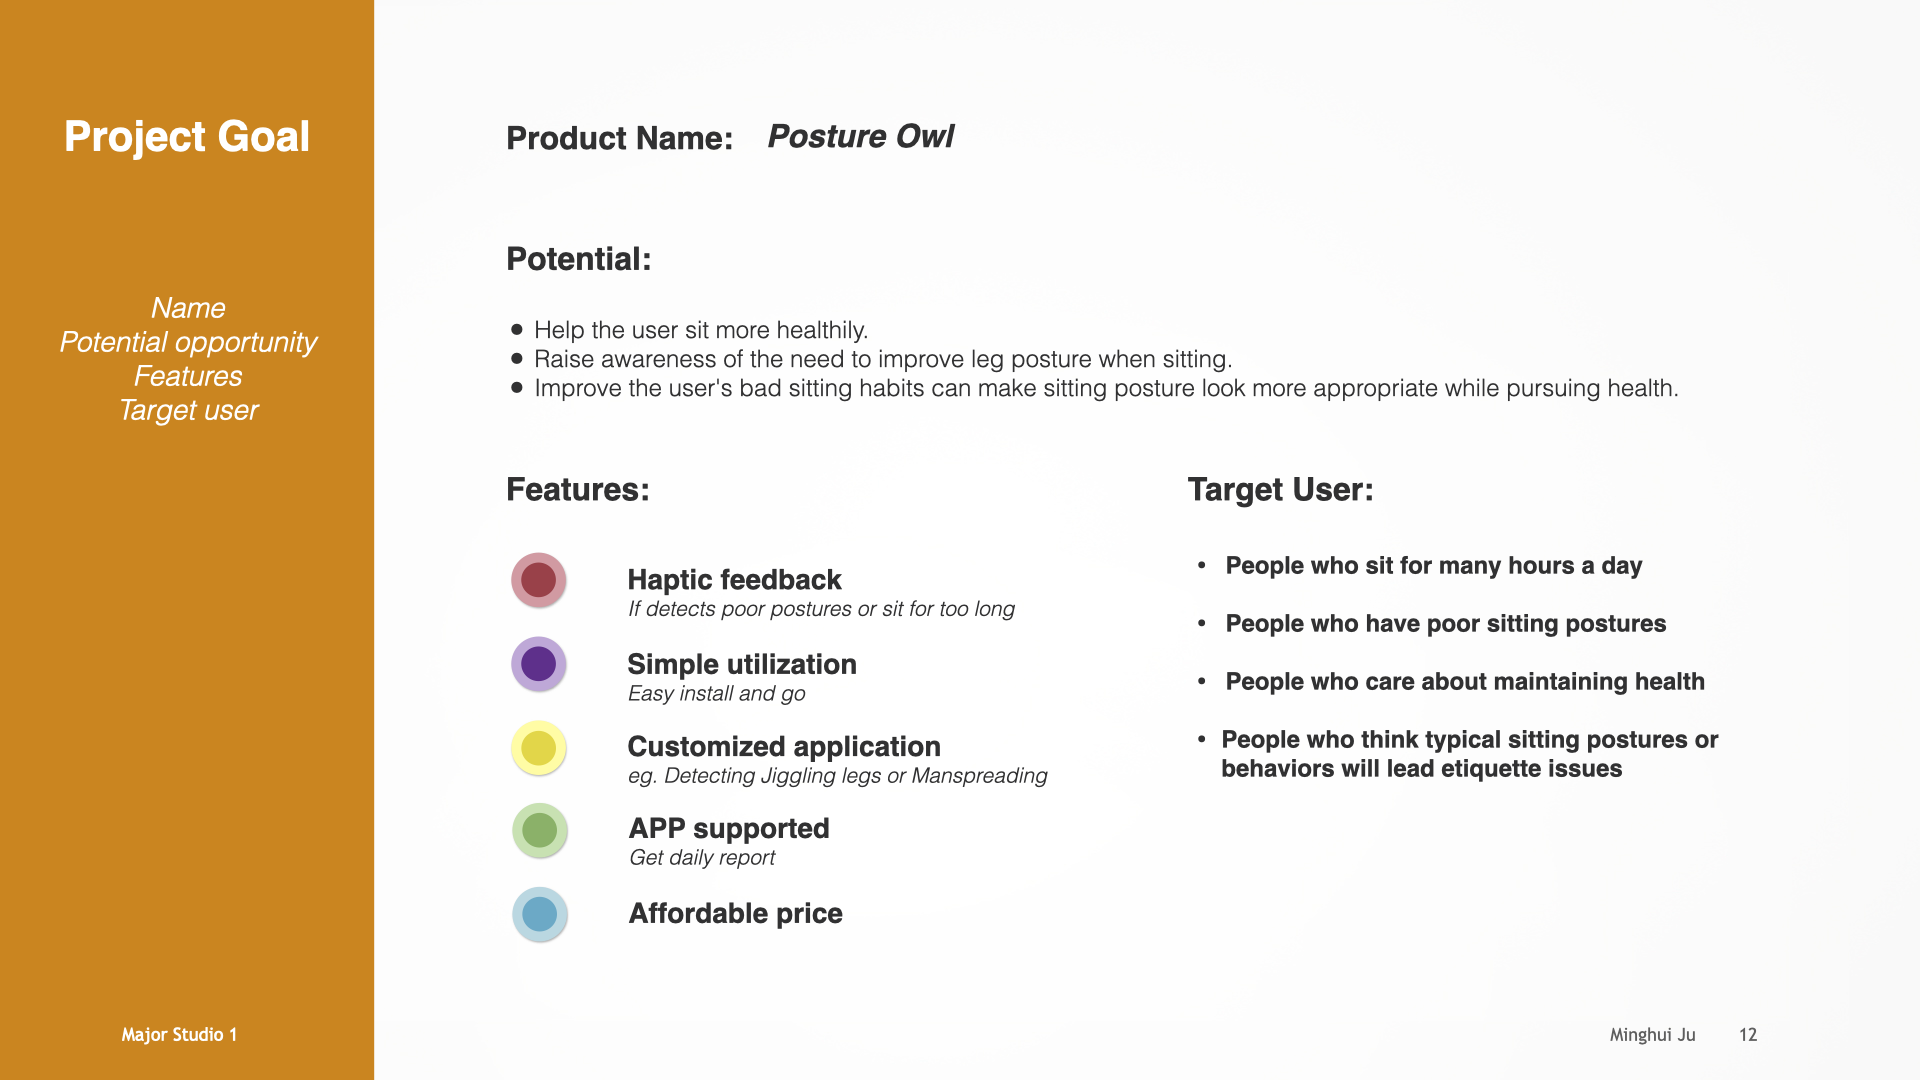 Project Goal
Name
Potential opportunity
Features
Target user
Major Studio 1
Product Name: Posture Owl
Potential:
● Help the user sit more healthily.
● Raise awareness of the need to improve leg posture when sitting.
● Improve the user's bad sitting habits can make sitting posture look more appropriate while pursuing health.
Features:
Haptic feedback
If detects poor postures or sit for too long
Simple utilization
Easy install and go
Customized application
eg. Detecting Jiggling legs or Manspreading
APP supported
Get daily report
Affordable price
Target User:
• People who sit for many hours a day
• People who have poor sitting postures
• People who care about maintaining health
• People who think typical sitting postures or
behaviors will lead etiquette issues
Minghui Ju 12